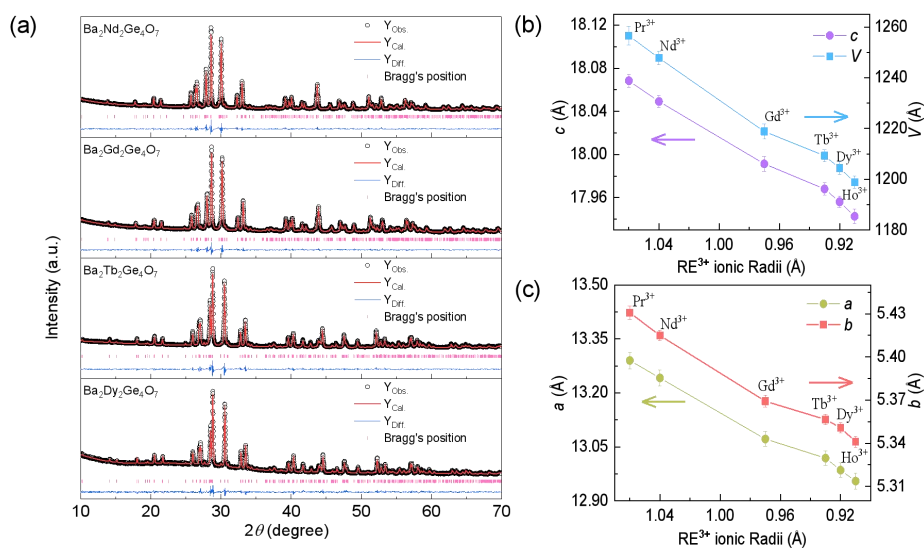 (a)
Ba2Nd2Ge4O7
YObs.
YCal.
YDiff.
Bragg's position
Ba2Gd2Ge4O7
YObs.
YCal.
YDiff.
Bragg's position
Ba2Tb2Ge4O7
YObs.
YCal.
YDiff.
Bragg's position
Ba2Dy2Ge4O7
YObs.
YCal.
YDiff.
Bragg's position
Intensity (a.u.)
10 20 30 40 50 60 70
2θ (degree)
(b)
18.12
18.08
18.04
18.00
17.96
c (Å)
Pr3+
Nd3+
Gd3+
Tb3+
Dy3+
Ho3+
c
V
1260
1240
1220
1200
1180
V(Å)
1.04 1.00 0.96 0.92
RE3+ ionic Radii (Å)
(c)
13.50
13.35
13.20
13.05
12.90
a (Å)
Pr3+
Nd3+
Gd3+
Tb3+
Dy3+
Ho3+
a
b
5.43
5.40
5.37
5.34
5.31
b (Å)
1.04 1.00 0.96 0.92
RE3+ ionic Radii (Å)